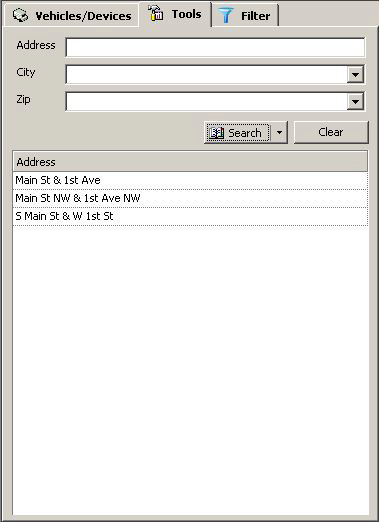 Vehicles/Devices Tools Filter
Address
City
Zip
Search Clear
Address
Main St & 1st Ave
Main St NW & 1st Ave NW
S Main St & W 1st St